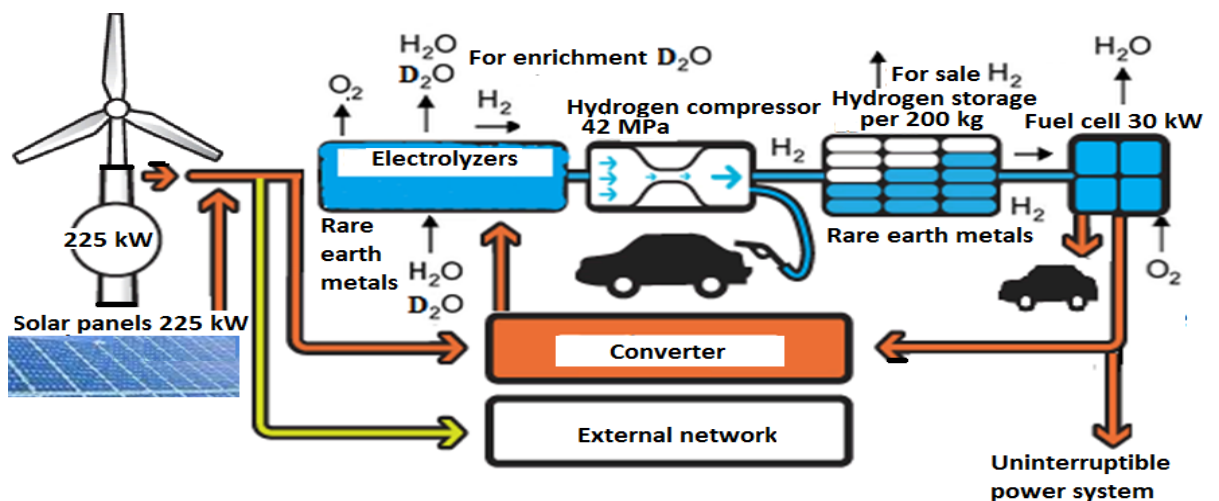 H₂O
D₂O
For enrichment D₂O
O₂
H₂
Electrolyzers
Hydrogen compressor
42 MPa
H₂
For sale H₂
Hydrogen storage
per 200 kg
H₂O
Fuel cell 30 kW
225 kW
Rare
earth
metals
H₂O
D₂O
Rare earth metals
H₂
O₂
Solar panels 225 kW
Converter
External network
Uninterruptible
power system